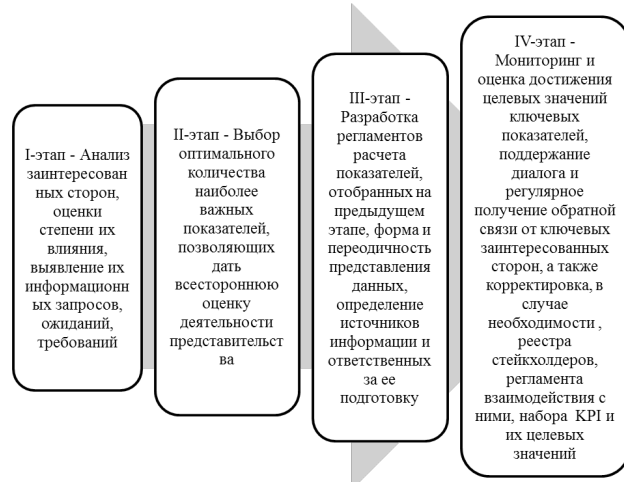 I-этап - Анализ
заинтересован
ных сторон,
оценки
степени их
влияния,
выявление их
информационн
ых запросов,
ожиданий,
требований
II-этап - Выбор
оптимального
количества
наиболее
важных
показателей,
позволяющих
дать
всестороннюю
оценку
деятельности
представительст
ва
III-этап -
Разработка
регламентов
расчета
показателей,
отобранных на
предыдущем
этапе, форма и
переодичность
представления
данных,
определение
источников
информации и
ответственных
за ее
подготовку
IV-этап -
Мониторинг и
оценка достижения
целевых значений
ключевых
показателей,
поддержание
диалога и
регулярное
получение обратной
связи от ключевых
заинтересованных
сторон, а также
корректировка, в
случае
необходимости ,
реестра
стейкхолдеров,
регламента
взаимодействия с
ними, набора KPI и
их целевых
значений